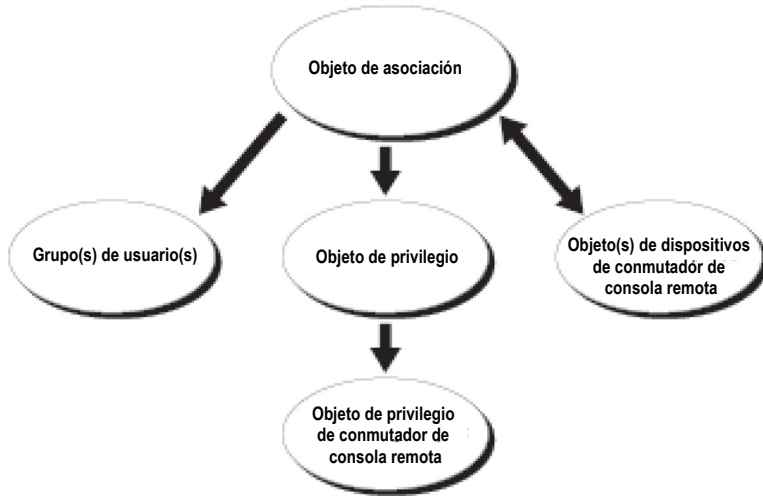 Objeto de asociación
Grupo(s) de usuario(s)
Objeto de privilegio
Objeto(s) de dispositivos
de conmutador de
consola remota
Objeto de privilegio
de conmutador de
consola remota